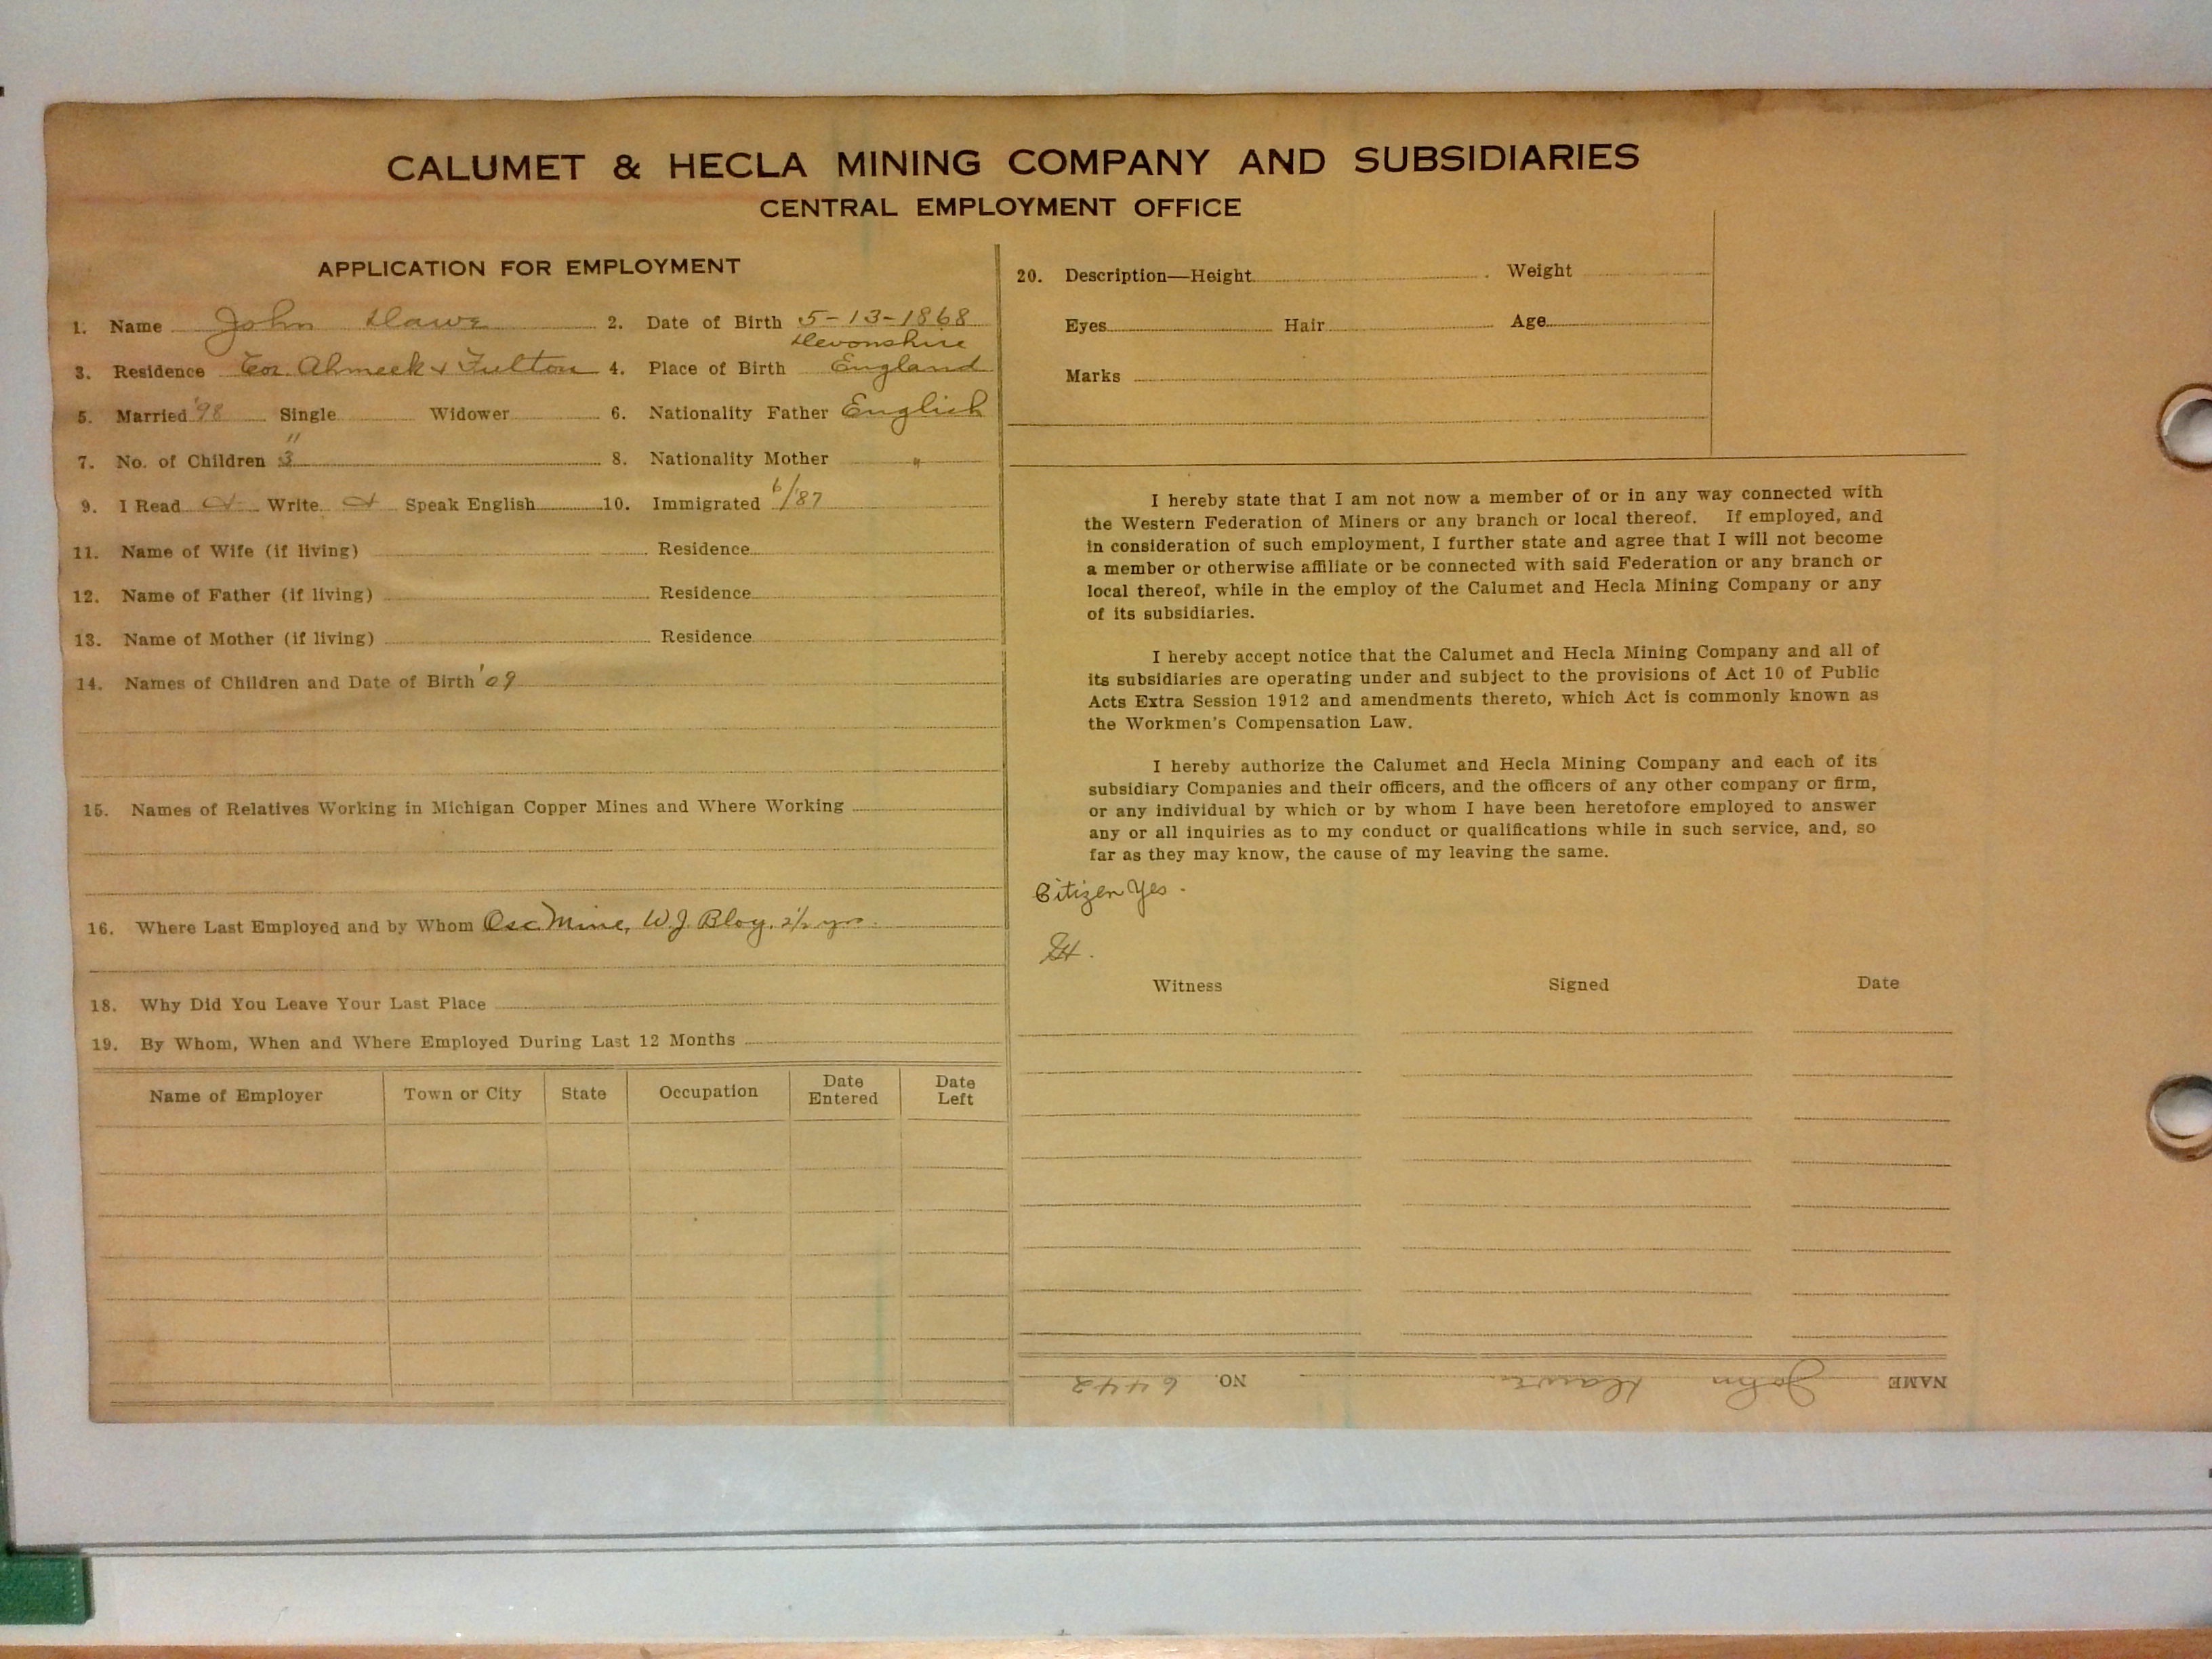 CALUMET & HECLA MINING COMPANY AND SUBSIDIARIES
CENTRAL EMPLOYMENT OFFICE
APPLICATION FOR EMPLOYMENT
1. Name John Dawe 2. Date of Birth 5-13-1868
Devonshire
3. Residence Cor. Ahmeek & Fulton 4. Place of Birth England
5. Married '98 Single Widower 6. Nationality Father English
7. No. of Children 3 8. Nationality Mother "
9. I Read Write Speak English 10. Immigrated 6/'87
11. Name of Wife (if living) Residence
12. Name of Father (if living) Residence
13. Name of Mother (if living) Residence
14. Names of Children and Date of Birth '09
15. Names of Relatives Working in Michigan Copper Mines and Where Working
16. Where Last Employed and by Whom Osc. Mine, W.J. Bloy. 2½ yrs.
18. Why Did You Leave Your Last Place
19. By Whom, When and Where Employed During Last 12 Months
Name of Employer Town or City State Occupation Date Entered Date Left
20. Description—Height Weight
Eyes Hair Age
Marks
I hereby state that I am not now a member of or in any way connected with
the Western Federation of Miners or any branch or local thereof. If employed, and
in consideration of such employment, I further state and agree that I will not become
a member or otherwise affiliate or be connected with said Federation or any branch or
local thereof, while in the employ of the Calumet and Hecla Mining Company or any
of its subsidiaries.
I hereby accept notice that the Calumet and Hecla Mining Company and all of
its subsidiaries are operating under and subject to the provisions of Act 10 of Public
Acts Extra Session 1912 and amendments thereto, which Act is commonly known as
the Workmen's Compensation Law.
I hereby authorize the Calumet and Hecla Mining Company and each of its
subsidiary Companies and their officers, and the officers of any other company or firm,
or any individual by which or by whom I have been heretofore employed to answer
any or all inquiries as to my conduct or qualifications while in such service, and, so
far as they may know, the cause of my leaving the same.
Citizen Yes.
Witness Signed Date
NAME John Dawe NO. 6442